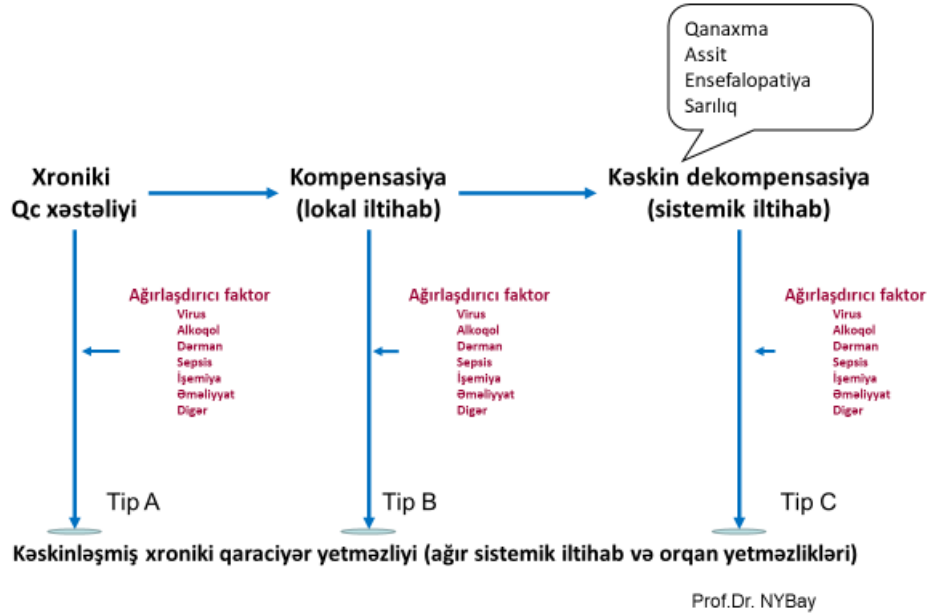 Qanaxma
Assit
Ensefalopatiya
Sarılıq
Xroniki
Qc xəstəliyi
Kompensasiya
(lokal iltihab)
Kəskin dekompensasiya
(sistemik iltihab)
Ağırlaşdırıcı faktor
Virus
Alkoqol
Dərman
Sepsis
İşemiya
Əməliyyat
Digər
Ağırlaşdırıcı faktor
Virus
Alkoqol
Dərman
Sepsis
İşemiya
Əməliyyat
Digər
Ağırlaşdırıcı faktor
Virus
Alkoqol
Dərman
Sepsis
İşemiya
Əməliyyat
Digər
Tip A
Tip B
Tip C
Kəskinləşmiş xroniki qaraciyər yetməzliyi (ağır sistemik iltihab və orqan yetməzlikləri)
Prof.Dr. NYBay